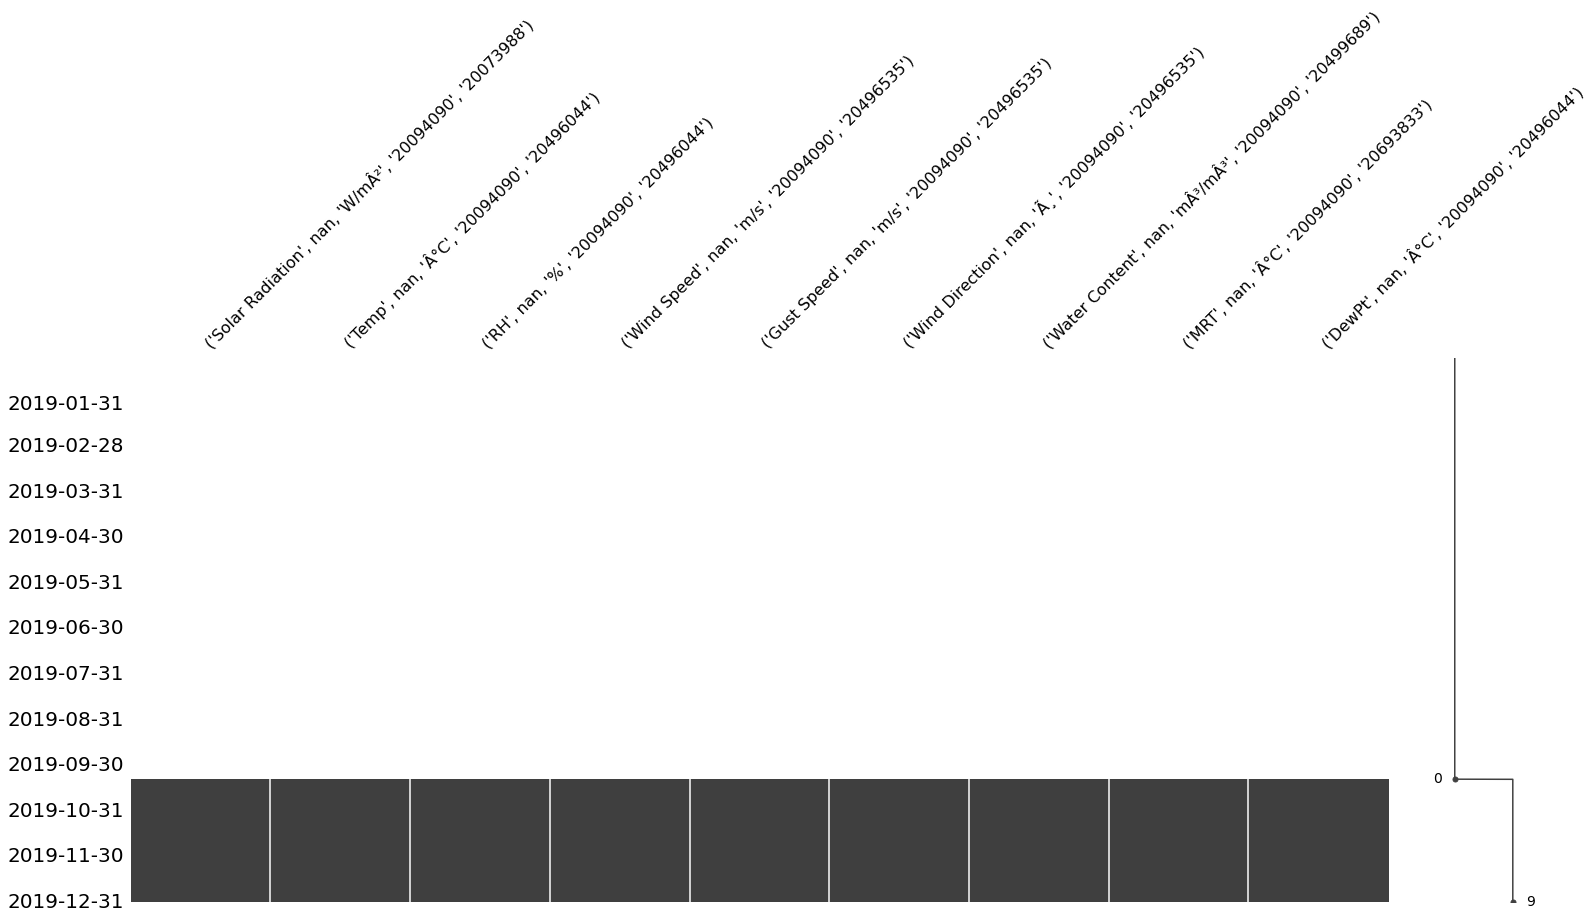 ('Solar Radiation', nan, 'W/mÂ²', '20094090', '20073988')
('Temp', nan, 'Â°C', '20094090', '20496044')
('RH', nan, '%', '20094090', '20496044')
('Wind Speed', nan, 'm/s', '20094090', '20496535')
('Gust Speed', nan, 'm/s', '20094090', '20496535')
('Wind Direction', nan, 'Ã¸', '20094090', '20496535')
('Water Content', nan, 'mÂ³/mÂ³', '20094090', '20499689')
('MRT', nan, 'Â°C', '20094090', '20693833')
('DewPt', nan, 'Â°C', '20094090', '20496044')
2019-01-31
2019-02-28
2019-03-31
2019-04-30
2019-05-31
2019-06-30
2019-07-31
2019-08-31
2019-09-30
0
2019-10-31
2019-11-30
2019-12-31
9